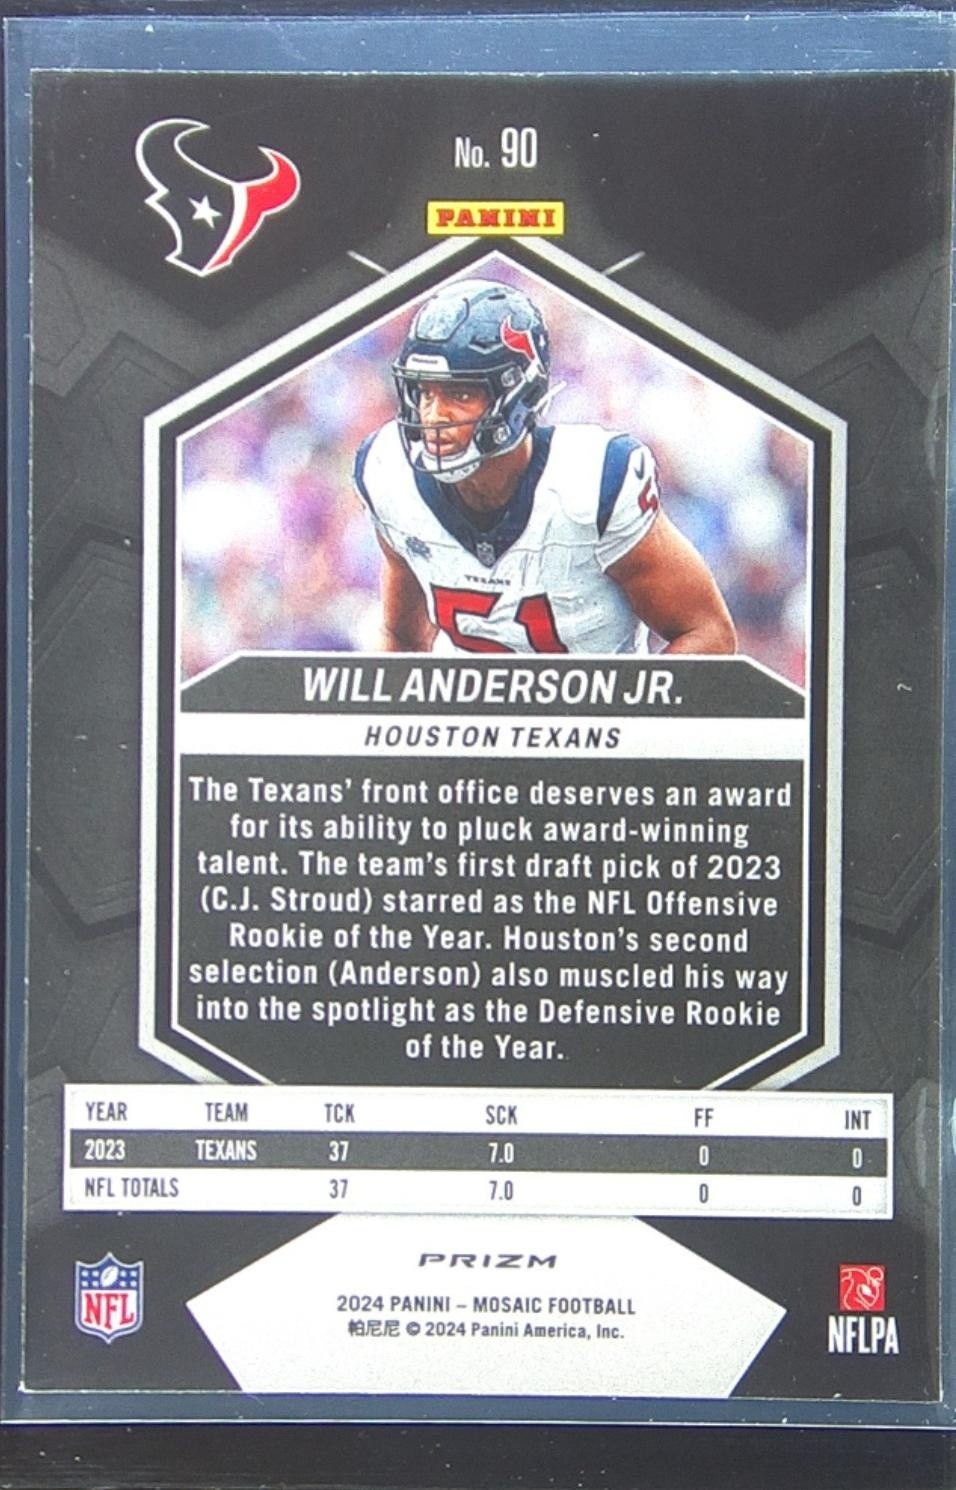 No. 90
PANINI
TEXANS
51
WILL ANDERSON JR.
HOUSTON TEXANS
The Texans' front office deserves an award
for its ability to pluck award-winning
talent. The team's first draft pick of 2023
(C.J. Stroud) starred as the NFL Offensive
Rookie of the Year. Houston's second
selection (Anderson) also muscled his way
into the spotlight as the Defensive Rookie
of the Year.
YEAR TEAM TCK SCK FF INT
2023 TEXANS 37 7.0 0 0
NFL TOTALS 37 7.0 0 0
PRIZM
2024 PANINI – MOSAIC FOOTBALL
帕尼尼 © 2024 Panini America, Inc.
NFL
NFLPA